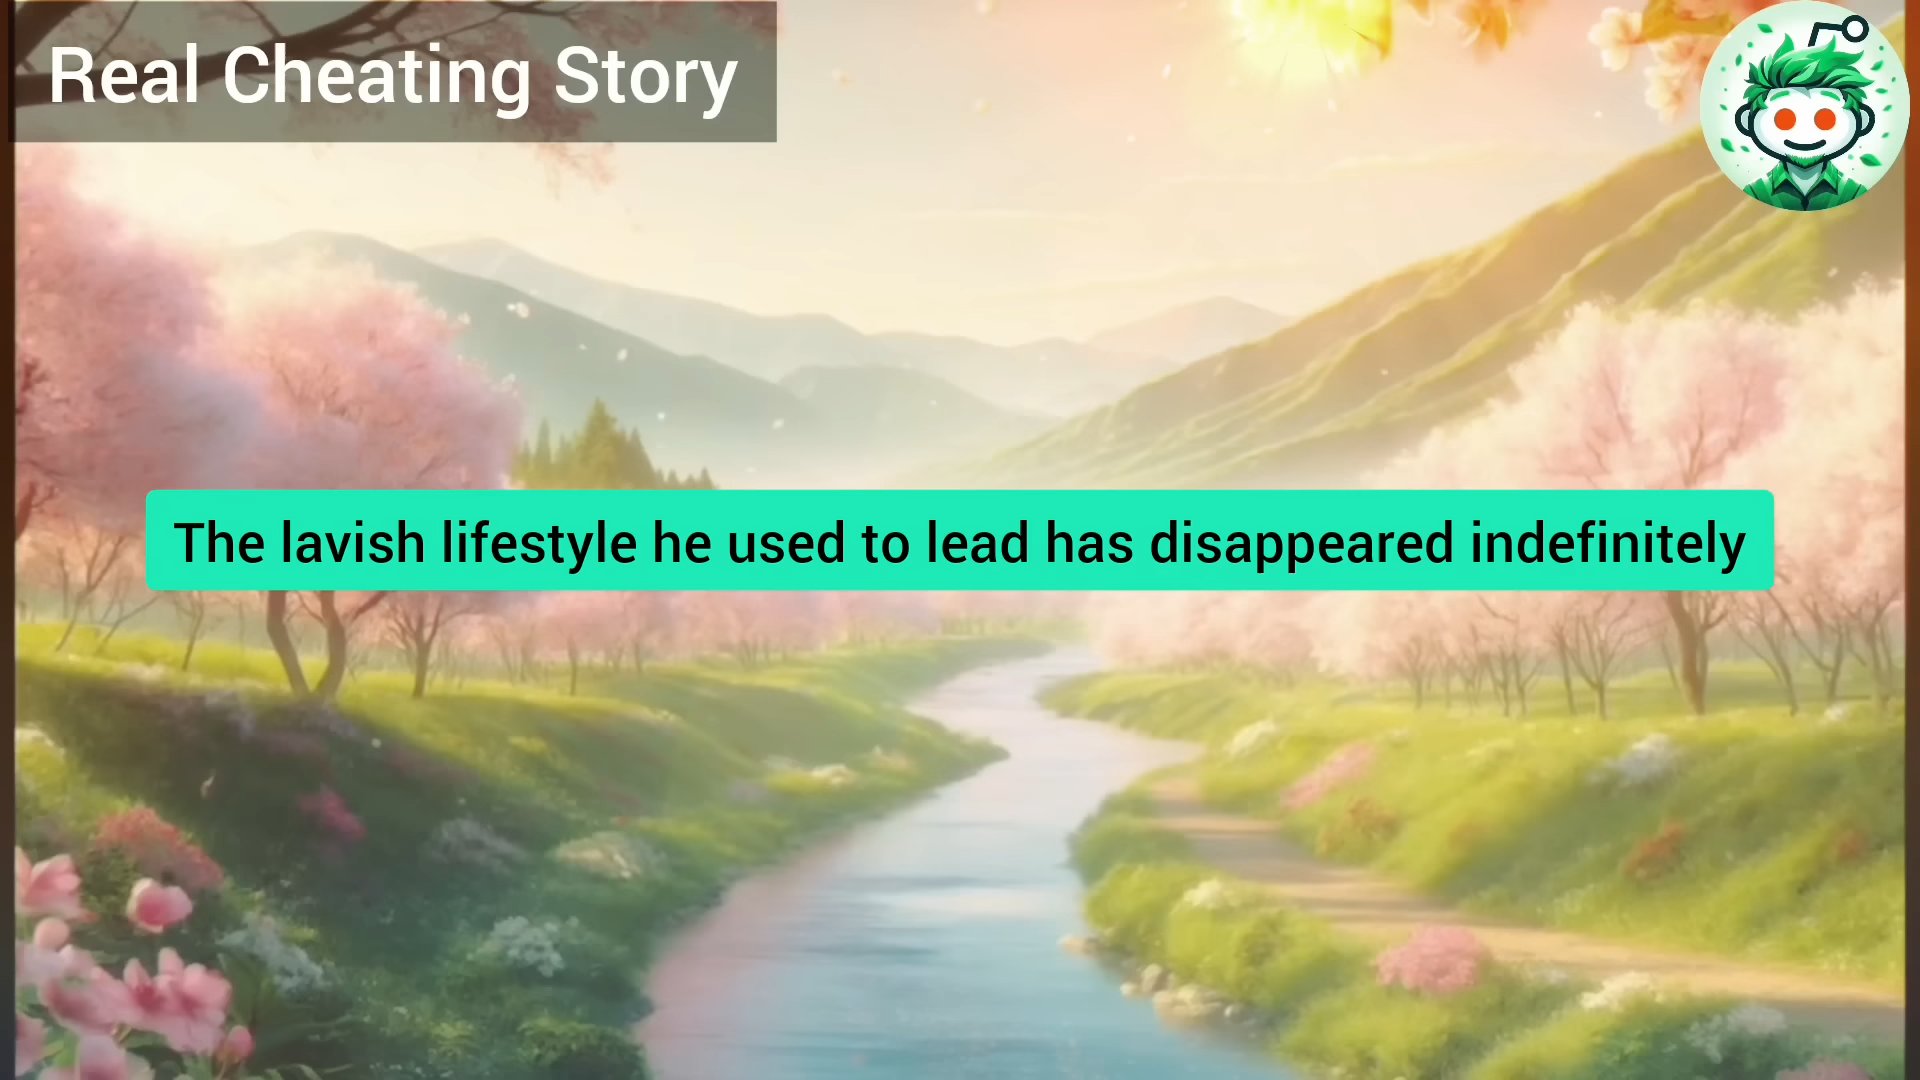 Real Cheating Story
The lavish lifestyle he used to lead has disappeared indefinitely